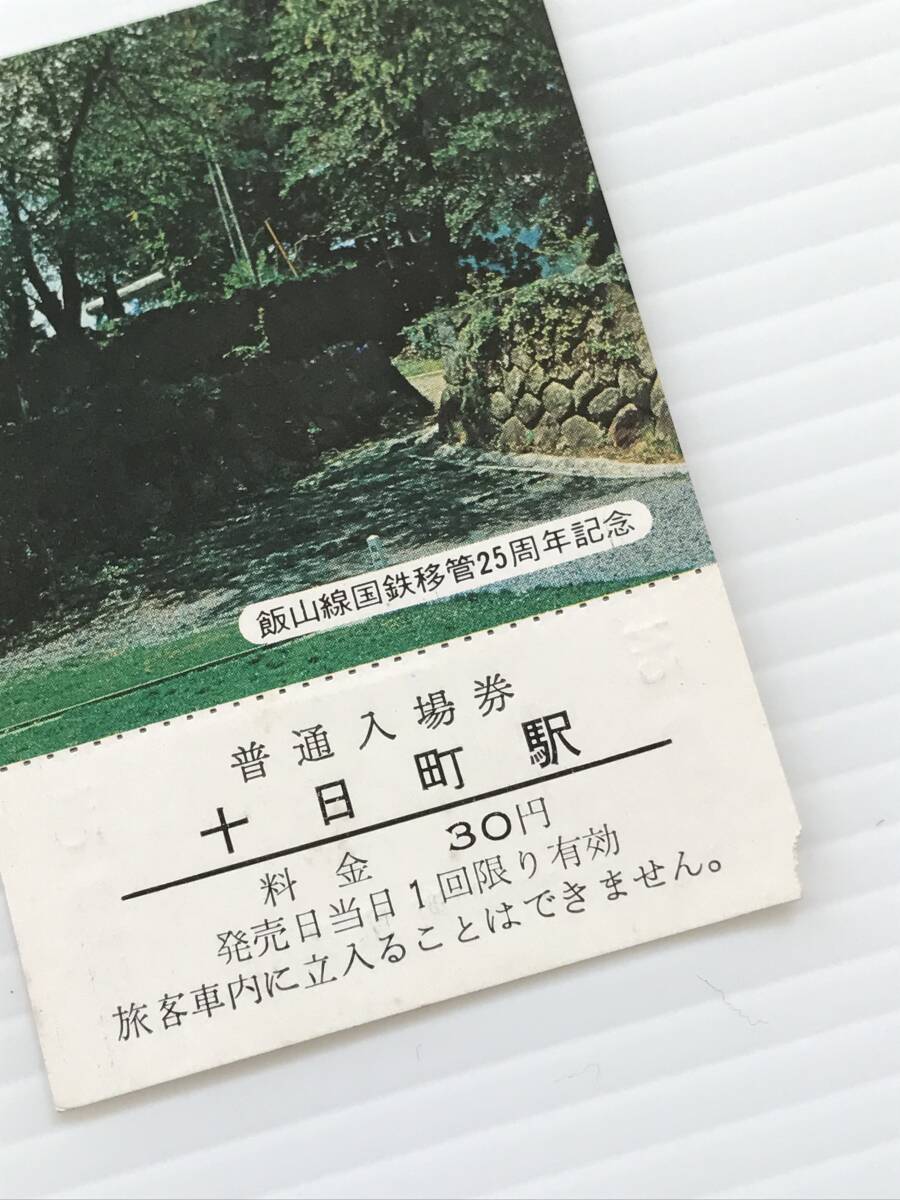 飯山線国鉄移管25周年記念
普通入場券
十日町駅
料金 30円
発売日当日1回限り有効
旅客車内に立入ることはできません。